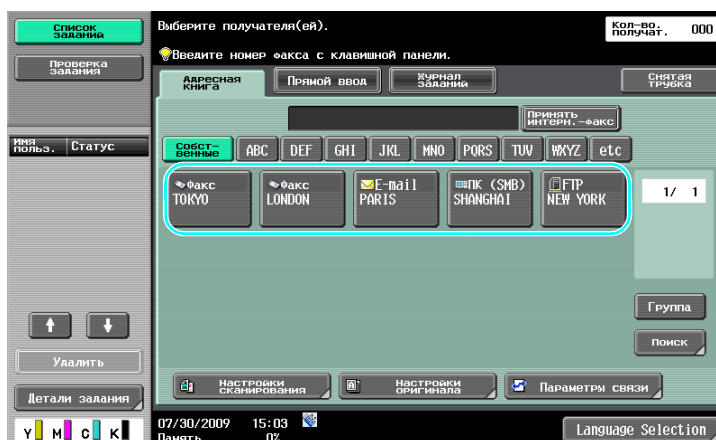 Список
заданий
Проверка
задания
Имя
польз.
Статус
Удалить
Детали задания
Y M C K
Выберите получателя(ей).
Кол-во.
получат. 000
Введите номер факса с клавишной панели.
Адресная
книга
Прямой ввод
Журнал
заданий
Снятая
трубка
Принять
интерн.-факс
Собст-
венные
ABC DEF GHI JKL MNO PQRS TUV WXYZ etc
Факс
TOKYO
Факс
LONDON
E-mail
PARIS
ПК (SMB)
SHANGHAI
FTP
NEW YORK
1/ 1
Группа
Поиск
Настройки
сканирования
Настройки
оригинала
Параметры связи
07/30/2009 15:03
Память 0%
Language Selection